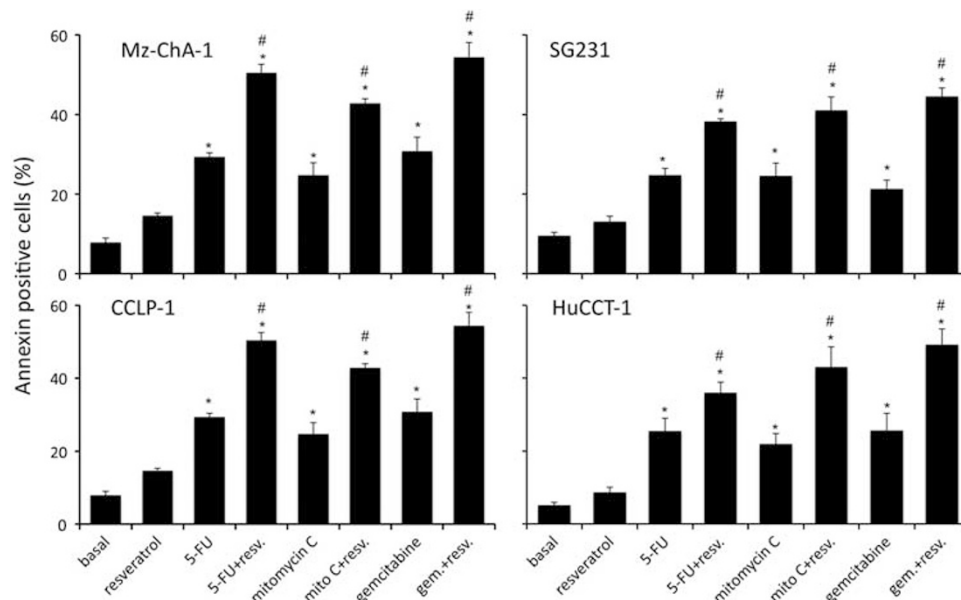 Annexin positive cells (%)
Mz-ChA-1
60
40
20
0
# * # * # *
* * *
SG231
# * # * # *
* * *
CCLP-1
60
40
20
0
# * # * # *
* * *
HuCCT-1
# * # * # *
* * *
basal
resveratrol
5-FU
5-FU+resv.
mitomycin C
mito C+resv.
gemcitabine
gem.+resv.
basal
resveratrol
5-FU
5-FU+resv.
mitomycin C
mito C+resv.
gemcitabine
gem.+resv.